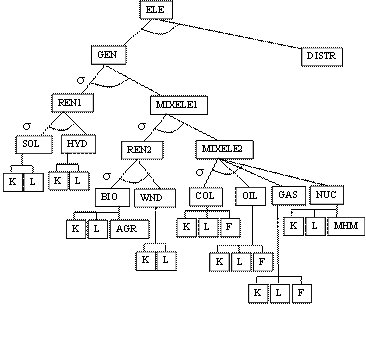 ELE
GEN DISTR
σ
REN1 MIXELE1
σ σ
SOL HYD REN2 MIXELE2
σ σ
K L K L BIO WND COL OIL GAS NUC
K L AGR K L F K L MHM
K L K L F
K L F